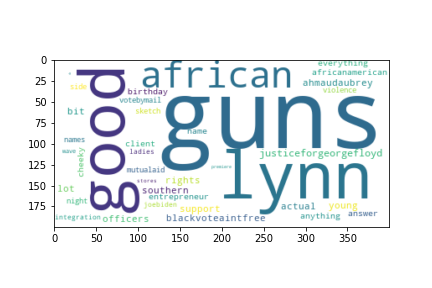 0
25
50
75
100
125
150
175
0 50 100 150 200 250 300 350
good
african
guns
lynn
everything
africanamerican
ahmaudaubrey
violence
side
birthday
votebymail
sketch
bit
name
names
client
ladies
wave
cheeky
mutualaid
premiere
justiceforgeorgefloyd
stores
rights
lot
southern
entrepreneur
night
joebiden
support
actual
young
integration
officers
blackvoteaintfree
anything
answer